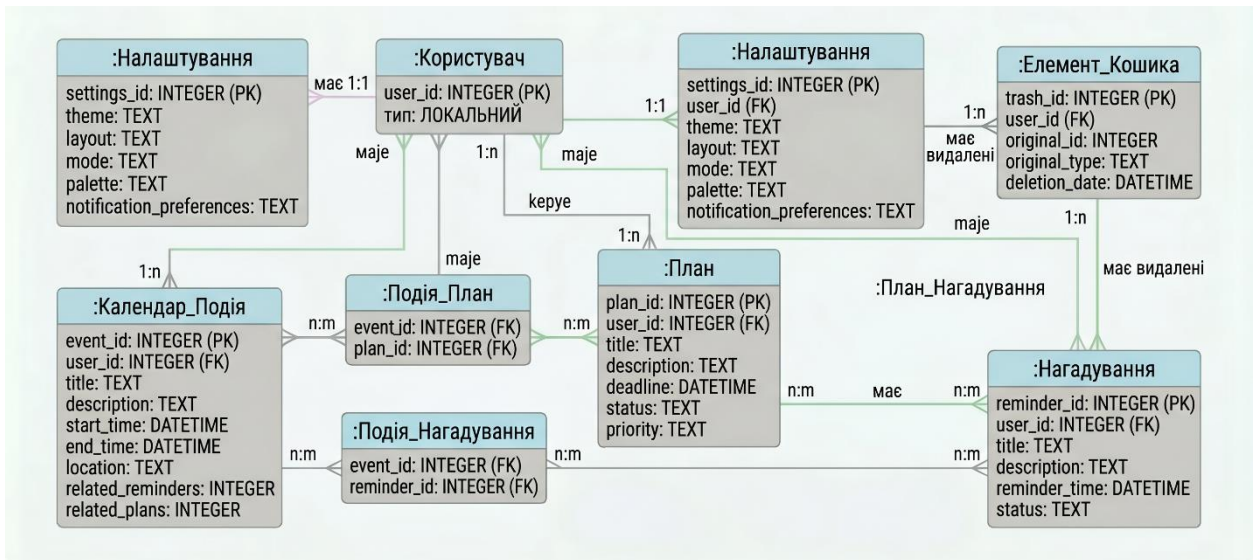 :Налаштування
settings_id: INTEGER (PK)
theme: TEXT
layout: TEXT
mode: TEXT
palette: TEXT
notification_preferences: TEXT
має 1:1
:Користувач
user_id: INTEGER (PK)
тип: ЛОКАЛЬНИЙ
1:1
:Налаштування
settings_id: INTEGER (PK)
user_id (FK)
theme: TEXT
layout: TEXT
mode: TEXT
palette: TEXT
notification_preferences: TEXT
1:n
має
видалені
:Елемент_Кошика
trash_id: INTEGER (PK)
user_id (FK)
original_id: INTEGER
original_type: TEXT
deletion_date: DATETIME
маје
1:n
maje
керуе
maje
1:n
має видалені
1:n
maje
1:n
:Календар_Подія
event_id: INTEGER (PK)
user_id: INTEGER (FK)
title: TEXT
description: TEXT
start_time: DATETIME
end_time: DATETIME
location: TEXT
related_reminders: INTEGER
related_plans: INTEGER
n:m
:Подія_План
event_id: INTEGER (FK)
plan_id: INTEGER (FK)
n:m
:План
plan_id: INTEGER (PK)
user_id: INTEGER (FK)
title: TEXT
description: TEXT
deadline: DATETIME
status: TEXT
priority: TEXT
:План_Нагадування
n:m
має
n:m
:Нагадування
reminder_id: INTEGER (PK)
user_id: INTEGER (FK)
title: TEXT
description: TEXT
reminder_time: DATETIME
status: TEXT
n:m
:Подія_Нагадування
event_id: INTEGER (FK)
reminder_id: INTEGER (FK)
n:m
n:m